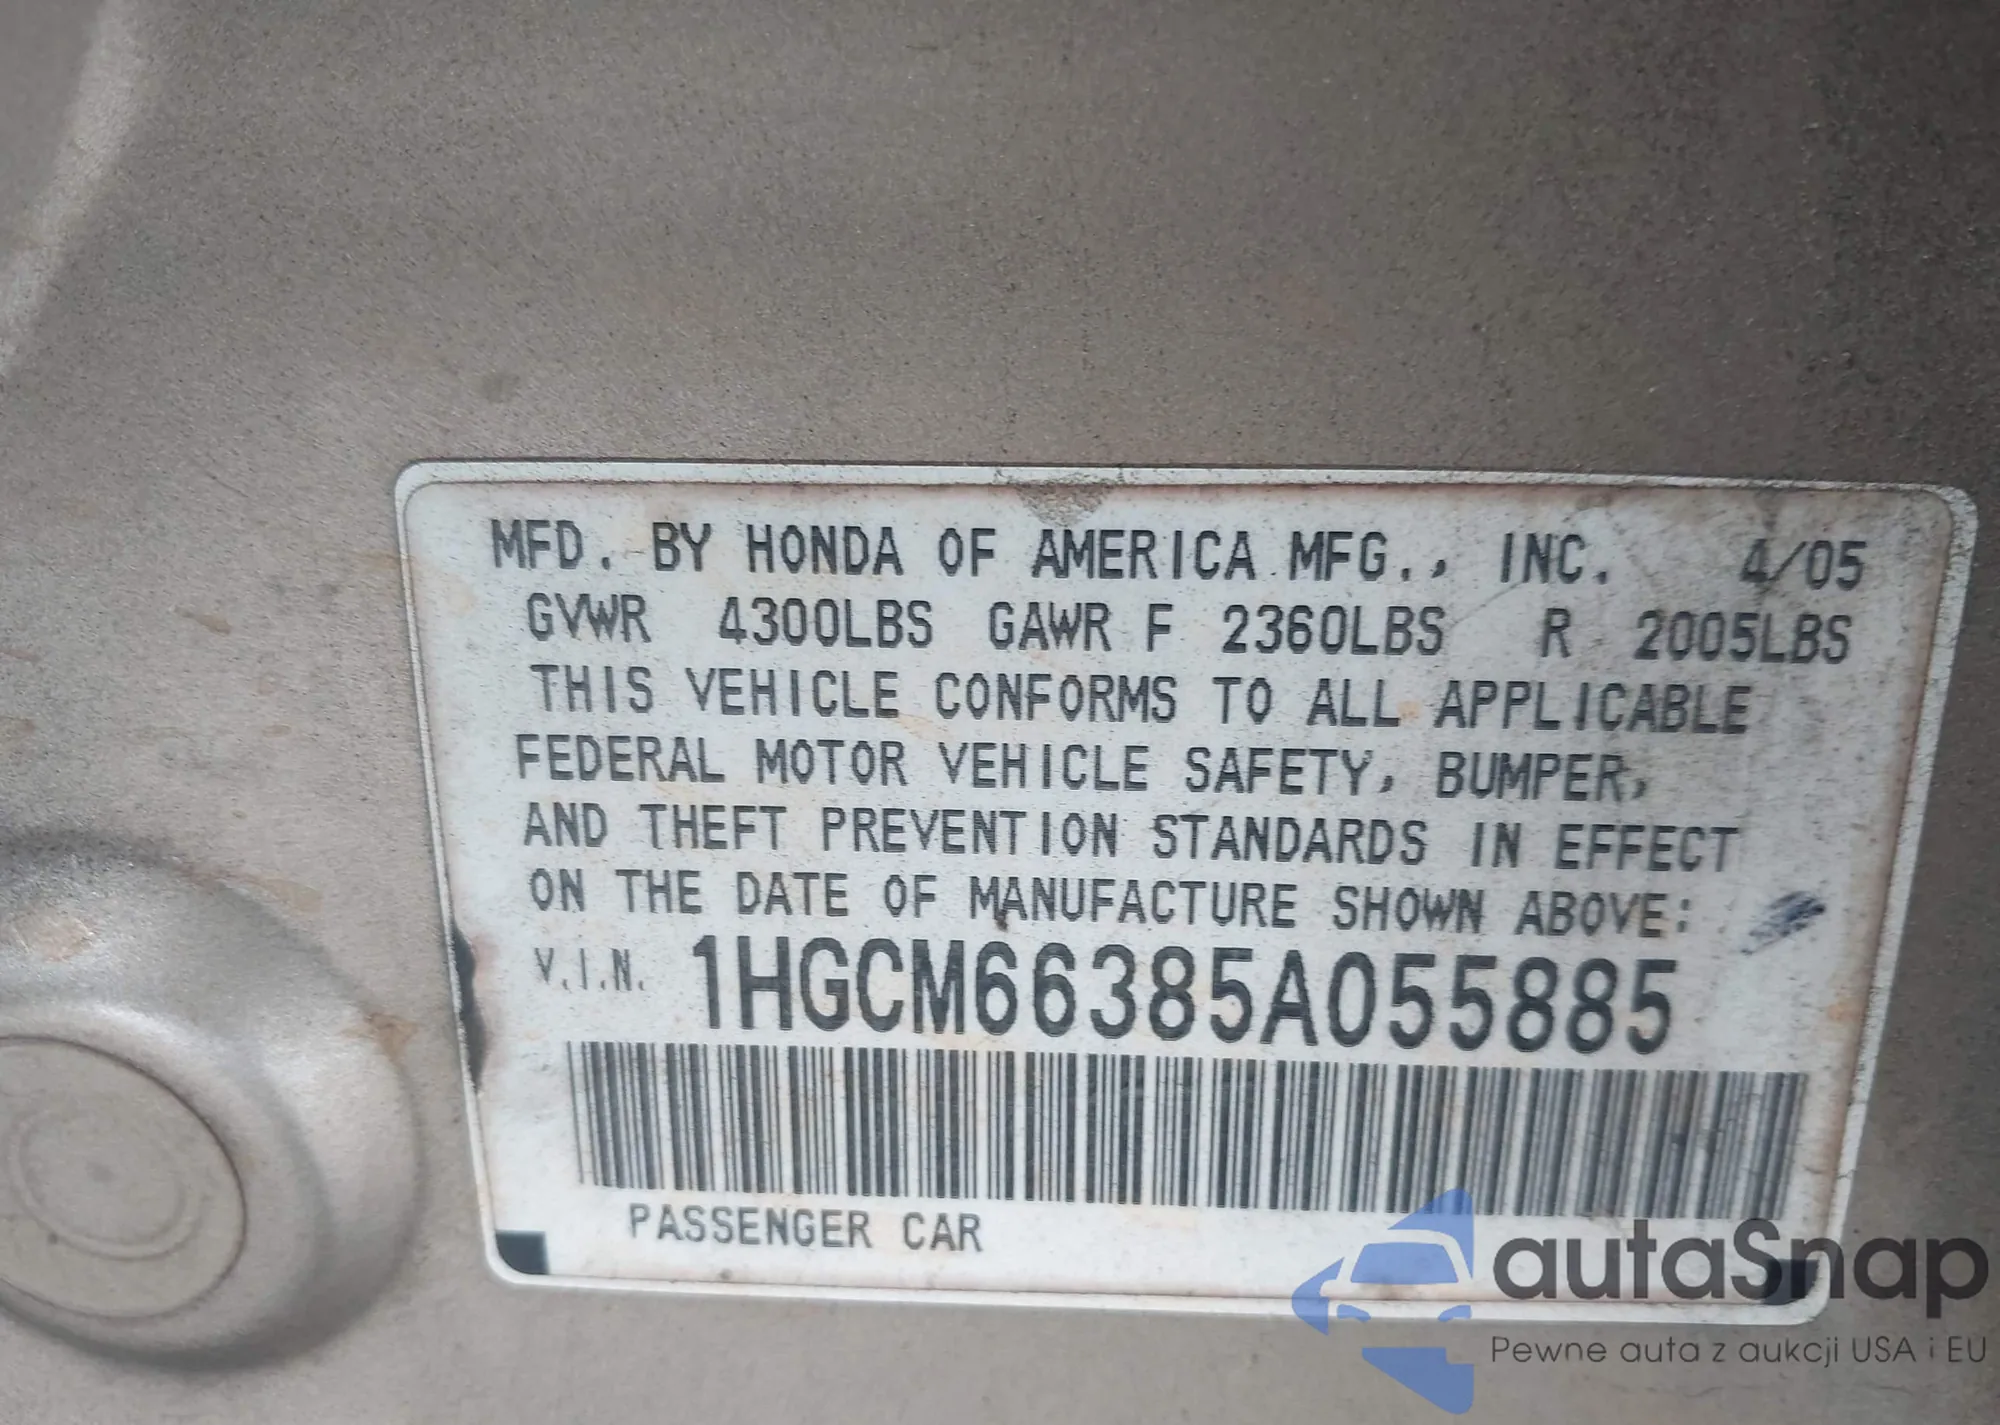 MFD. BY HONDA OF AMERICA MFG., INC. 4/05
GVWR 4300LBS GAWR F 2360LBS R 2005LBS
THIS VEHICLE CONFORMS TO ALL APPLICABLE
FEDERAL MOTOR VEHICLE SAFETY, BUMPER,
AND THEFT PREVENTION STANDARDS IN EFFECT
ON THE DATE OF MANUFACTURE SHOWN ABOVE:
V.I.N. 1HGCM66385A055885
PASSENGER CAR
autaSnap
Pewne auta z aukcji USA i EU